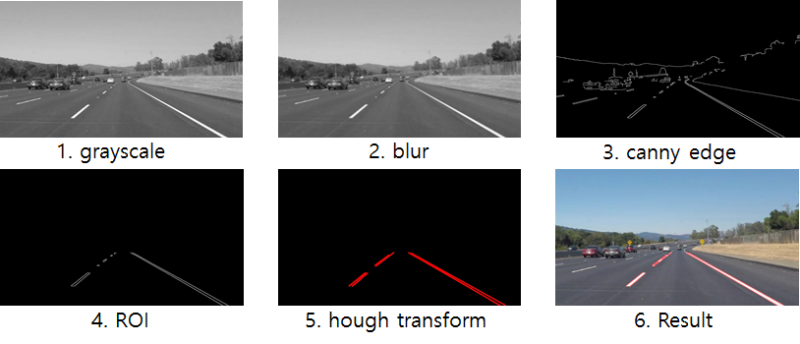 1. grayscale
2. blur
3. canny edge
4. ROI
5. hough transform
6. Result